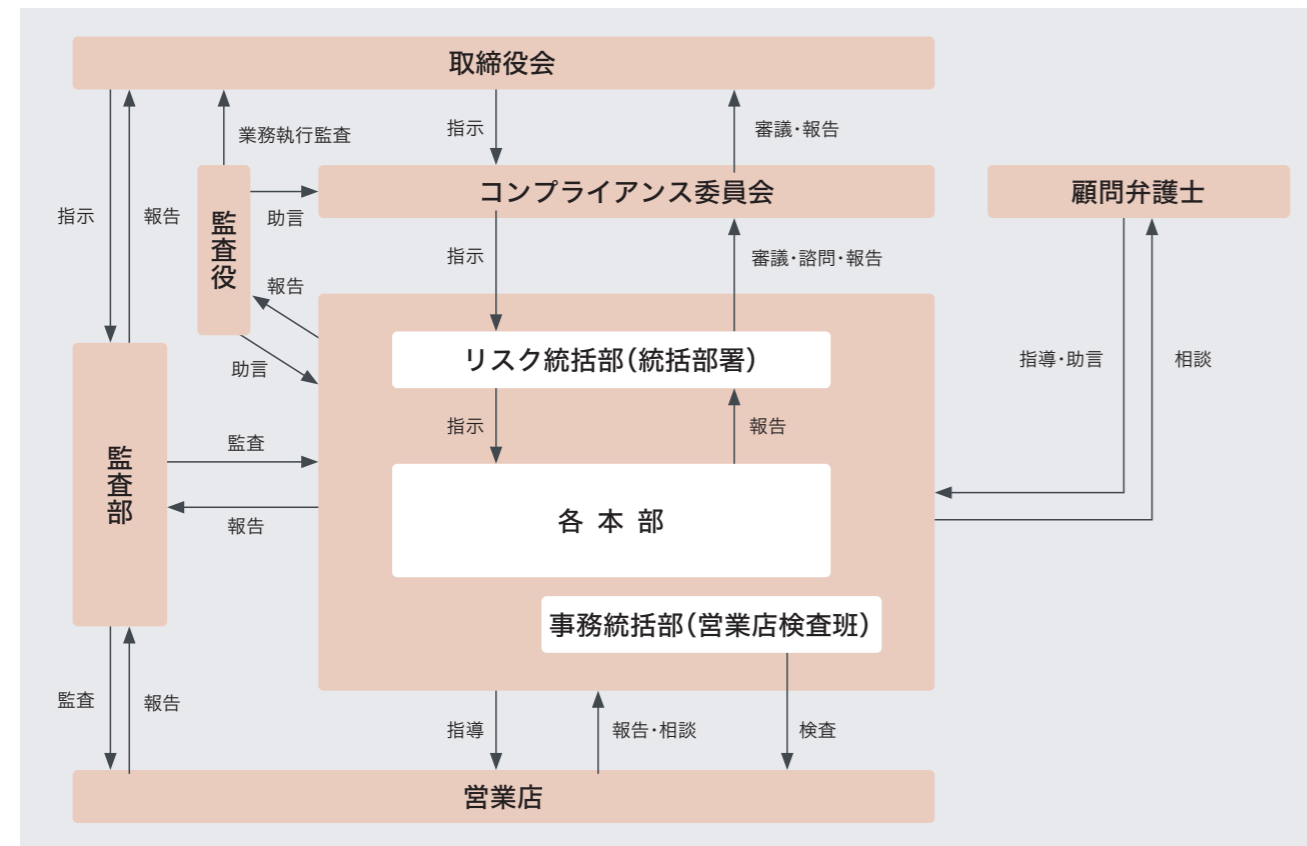 取締役会
業務執行監査
指示
審議・報告
コンプライアンス委員会
顧問弁護士
指示
報告
監査役
助言
指示
審議・諮問・報告
報告
助言
リスク統括部（統括部署）
指導・助言
相談
指示
報告
監査
監査部
報告
各本部
事務統括部（営業店検査班）
監査
報告
指導
報告・相談
検査
営業店